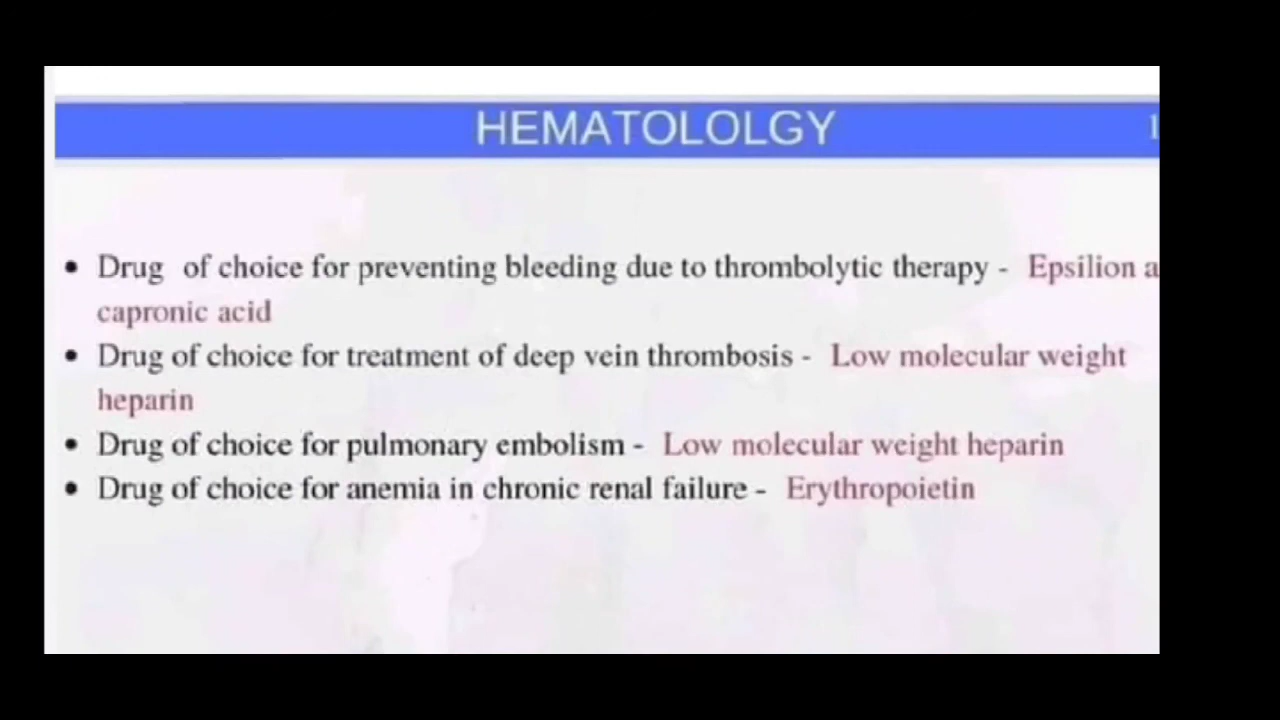 HEMATOLOLGY
• Drug of choice for preventing bleeding due to thrombolytic therapy - Epsilion a
capronic acid
• Drug of choice for treatment of deep vein thrombosis - Low molecular weight
heparin
• Drug of choice for pulmonary embolism - Low molecular weight heparin
• Drug of choice for anemia in chronic renal failure - Erythropoietin